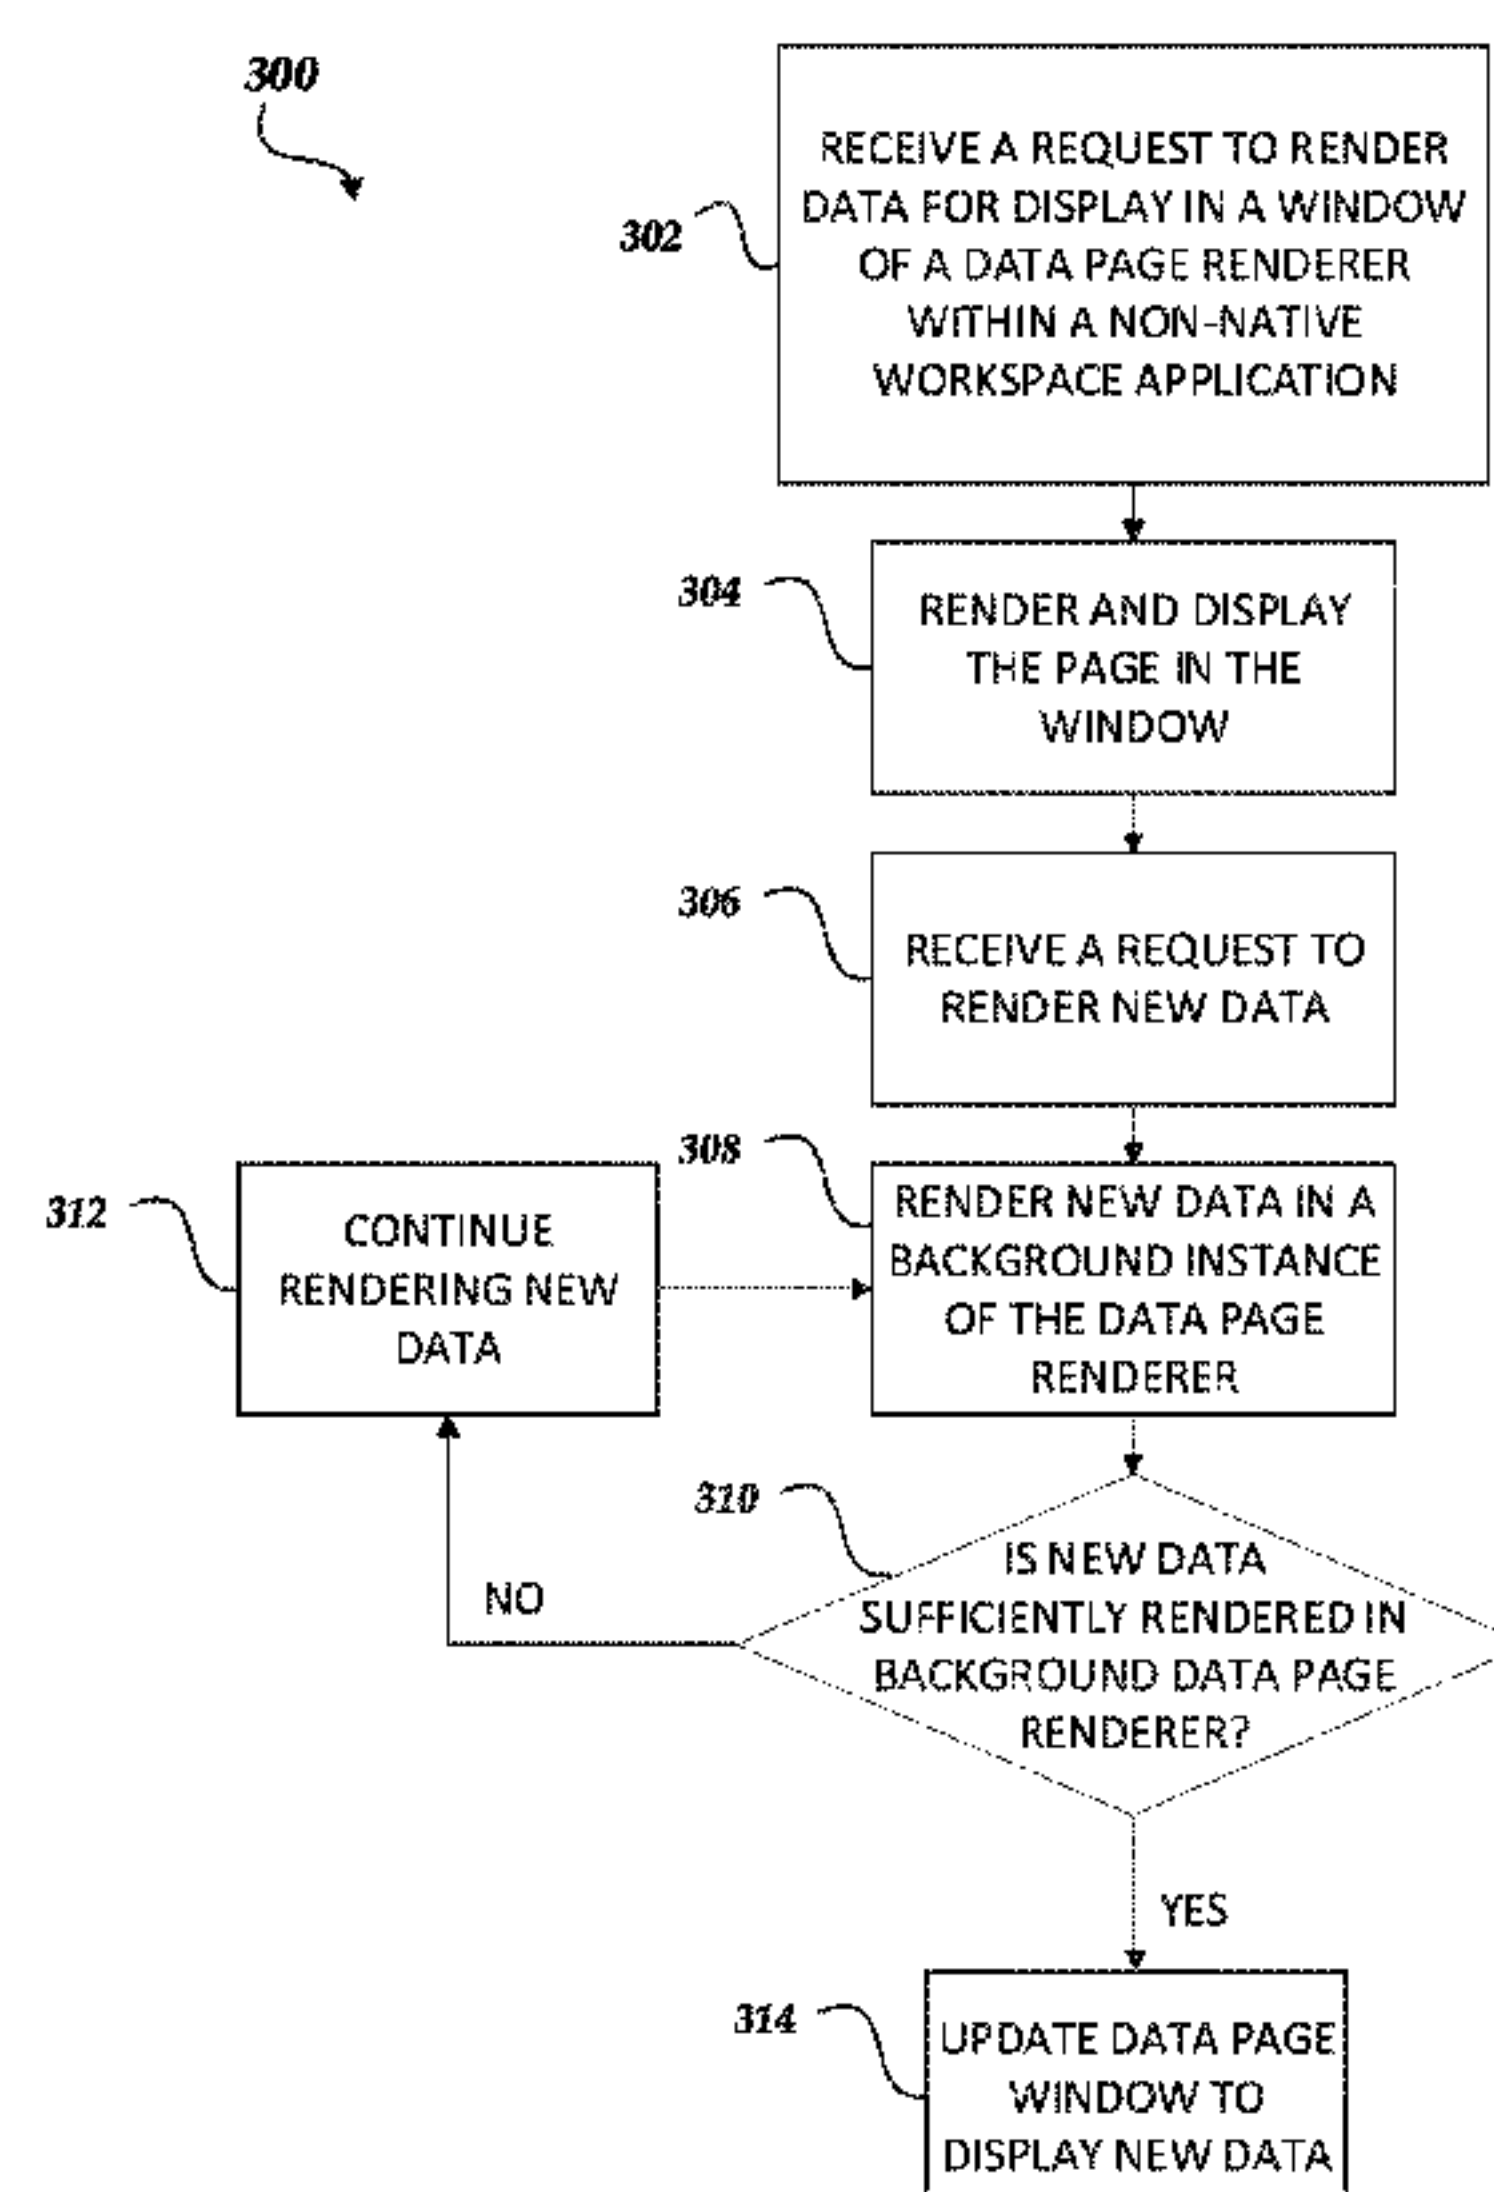 300
302
RECEIVE A REQUEST TO RENDER
DATA FOR DISPLAY IN A WINDOW
OF A DATA PAGE RENDERER
WITHIN A NON-NATIVE
WORKSPACE APPLICATION
304
RENDER AND DISPLAY
THE PAGE IN THE
WINDOW
306
RECEIVE A REQUEST TO
RENDER NEW DATA
308
RENDER NEW DATA IN A
BACKGROUND INSTANCE
OF THE DATA PAGE
RENDERER
312
CONTINUE
RENDERING NEW
DATA
310
IS NEW DATA
SUFFICIENTLY RENDERED IN
BACKGROUND DATA PAGE
RENDERER?
NO
YES
314
UPDATE DATA PAGE
WINDOW TO
DISPLAY NEW DATA